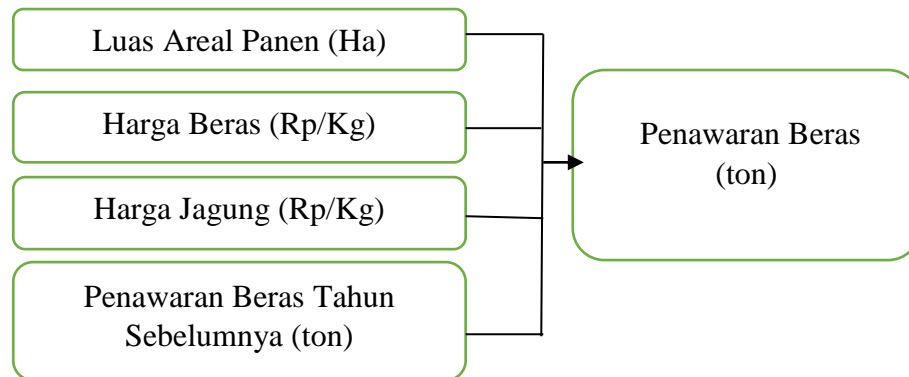 Luas Areal Panen (Ha)
Harga Beras (Rp/Kg)
Harga Jagung (Rp/Kg)
Penawaran Beras Tahun
Sebelumnya (ton)
Penawaran Beras
(ton)